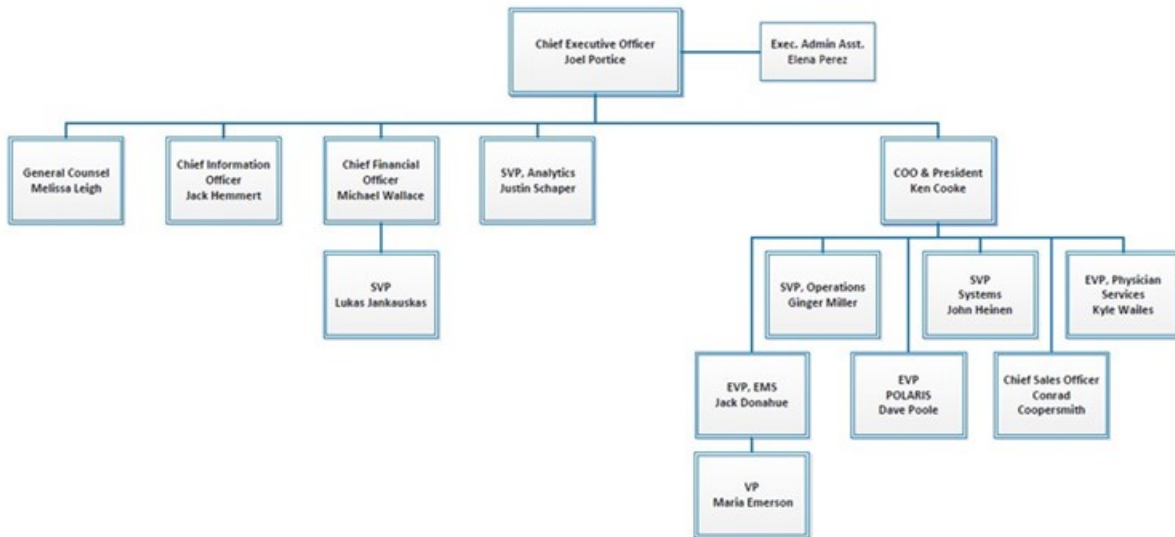 Chief Executive Officer
Joel Portice
Exec. Admin Asst.
Elena Perez
General Counsel
Melissa Leigh
Chief Information
Officer
Jack Hemmert
Chief Financial
Officer
Michael Wallace
SVP, Analytics
Justin Schaper
COO & President
Ken Cooke
SVP
Lukas Jankauskas
SVP, Operations
Ginger Miller
SVP
Systems
John Heinen
EVP, Physician
Services
Kyle Wailes
EVP, EMS
Jack Donahue
EVP
POLARIS
Dave Poole
Chief Sales Officer
Conrad
Coopersmith
VP
Maria Emerson